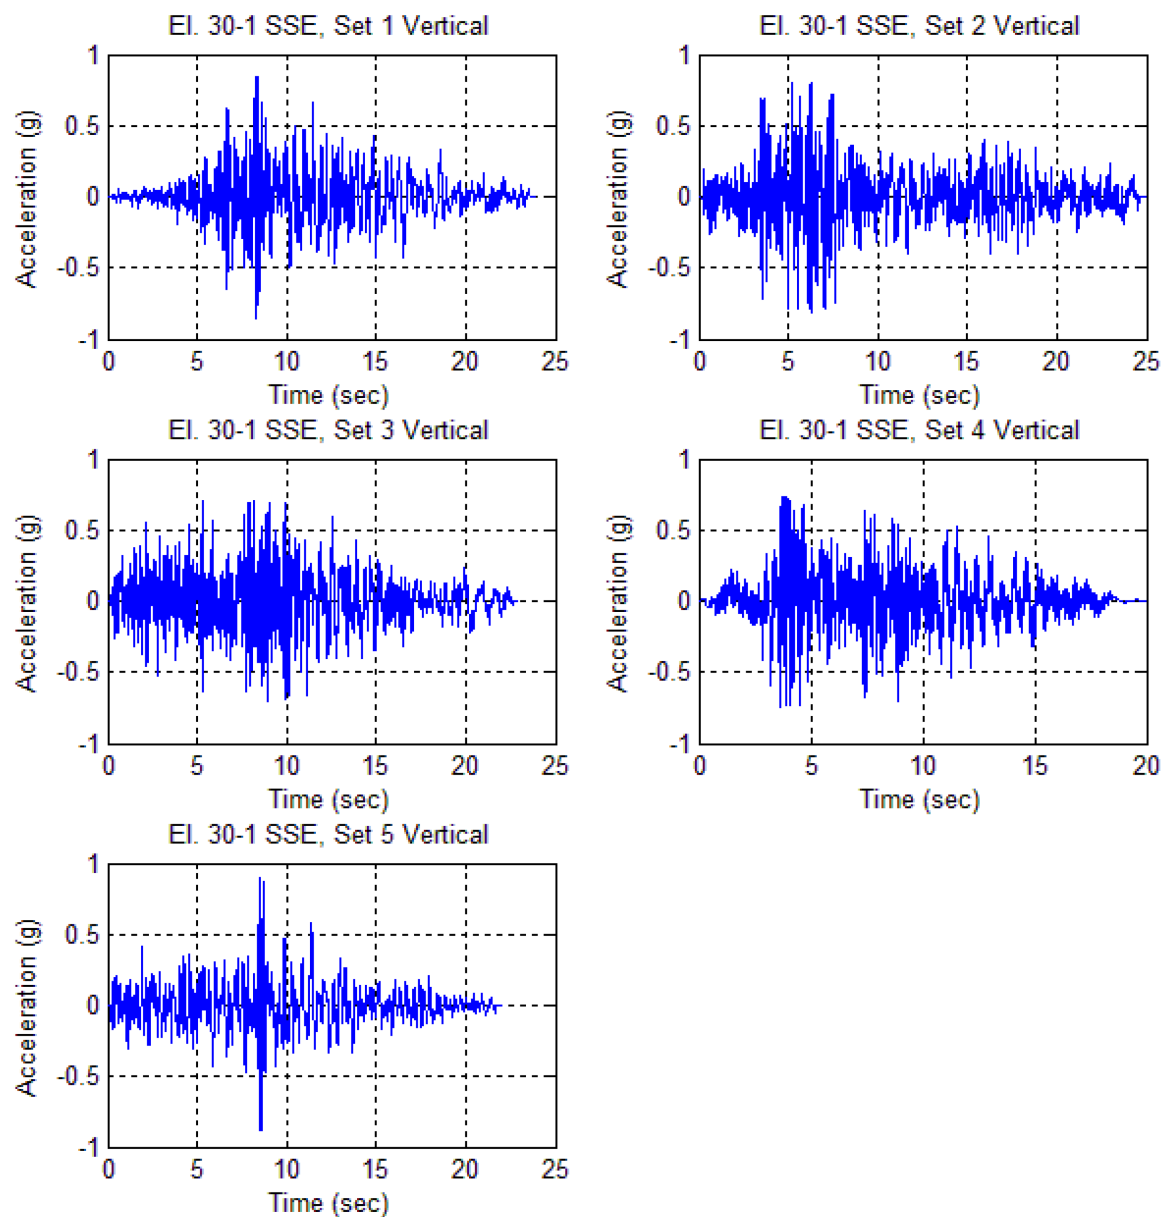 El. 30-1 SSE, Set 1 Vertical
1
0.5
0
-0.5
-1
Acceleration (g)
0 5 10 15 20 25
Time (sec)
El. 30-1 SSE, Set 2 Vertical
1
0.5
0
-0.5
-1
Acceleration (g)
0 5 10 15 20 25
Time (sec)
El. 30-1 SSE, Set 3 Vertical
1
0.5
0
-0.5
-1
Acceleration (g)
0 5 10 15 20 25
Time (sec)
El. 30-1 SSE, Set 4 Vertical
1
0.5
0
-0.5
-1
Acceleration (g)
0 5 10 15 20
Time (sec)
El. 30-1 SSE, Set 5 Vertical
1
0.5
0
-0.5
-1
Acceleration (g)
0 5 10 15 20 25
Time (sec)